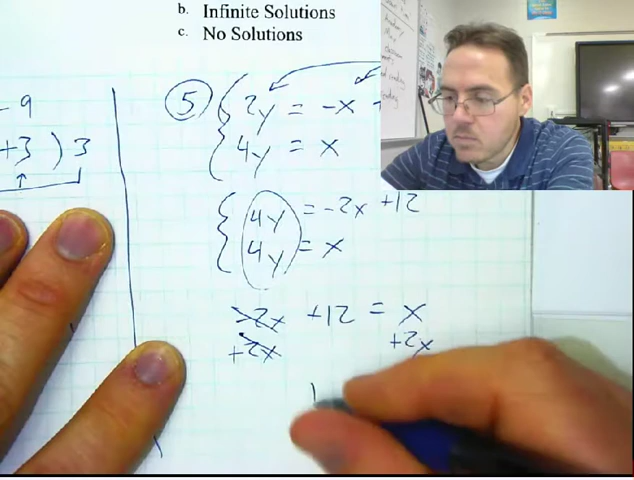 b. Infinite Solutions
c. No Solutions
- 9
+3 ) 3
5 2y = -x
4y = x
4y = -2x +12
4y = x
-2x +12 = x
+2x +2x